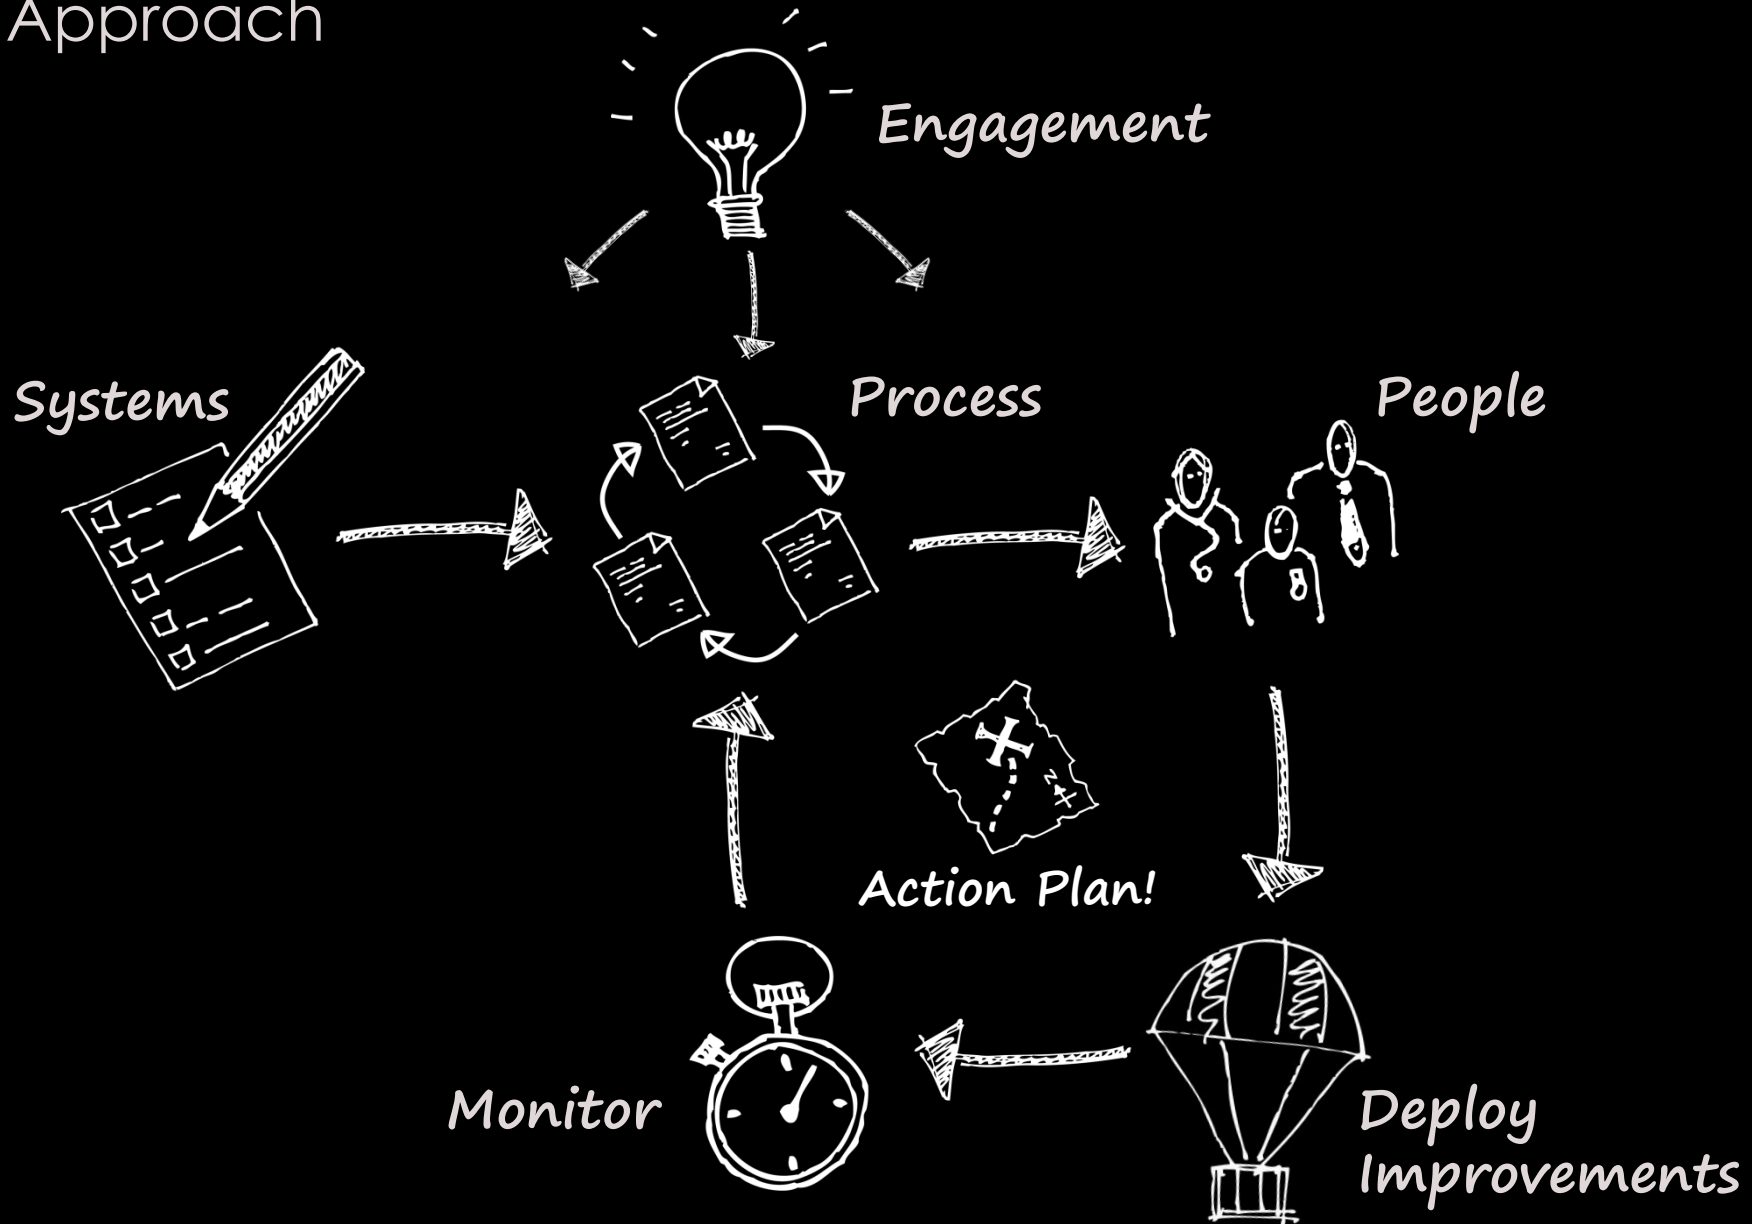 Approach
Engagement
Systems
Process
People
N
Action Plan!
Monitor
Deploy
Improvements